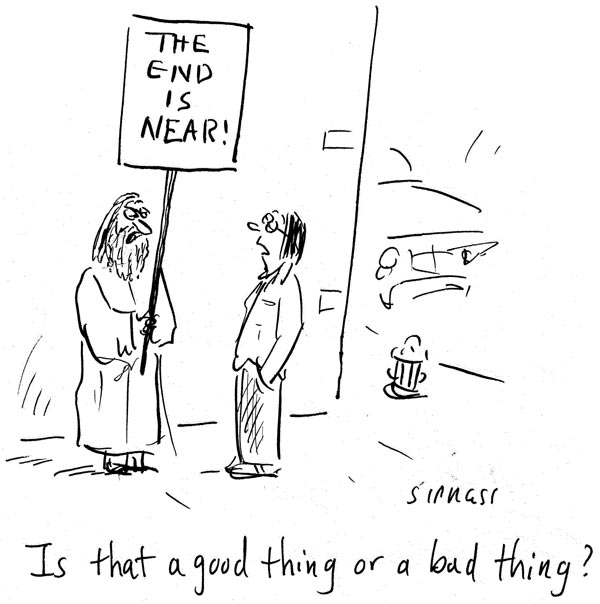 THE
END
IS
NEAR!
SIPRESS
Is that a good thing or a bad thing?